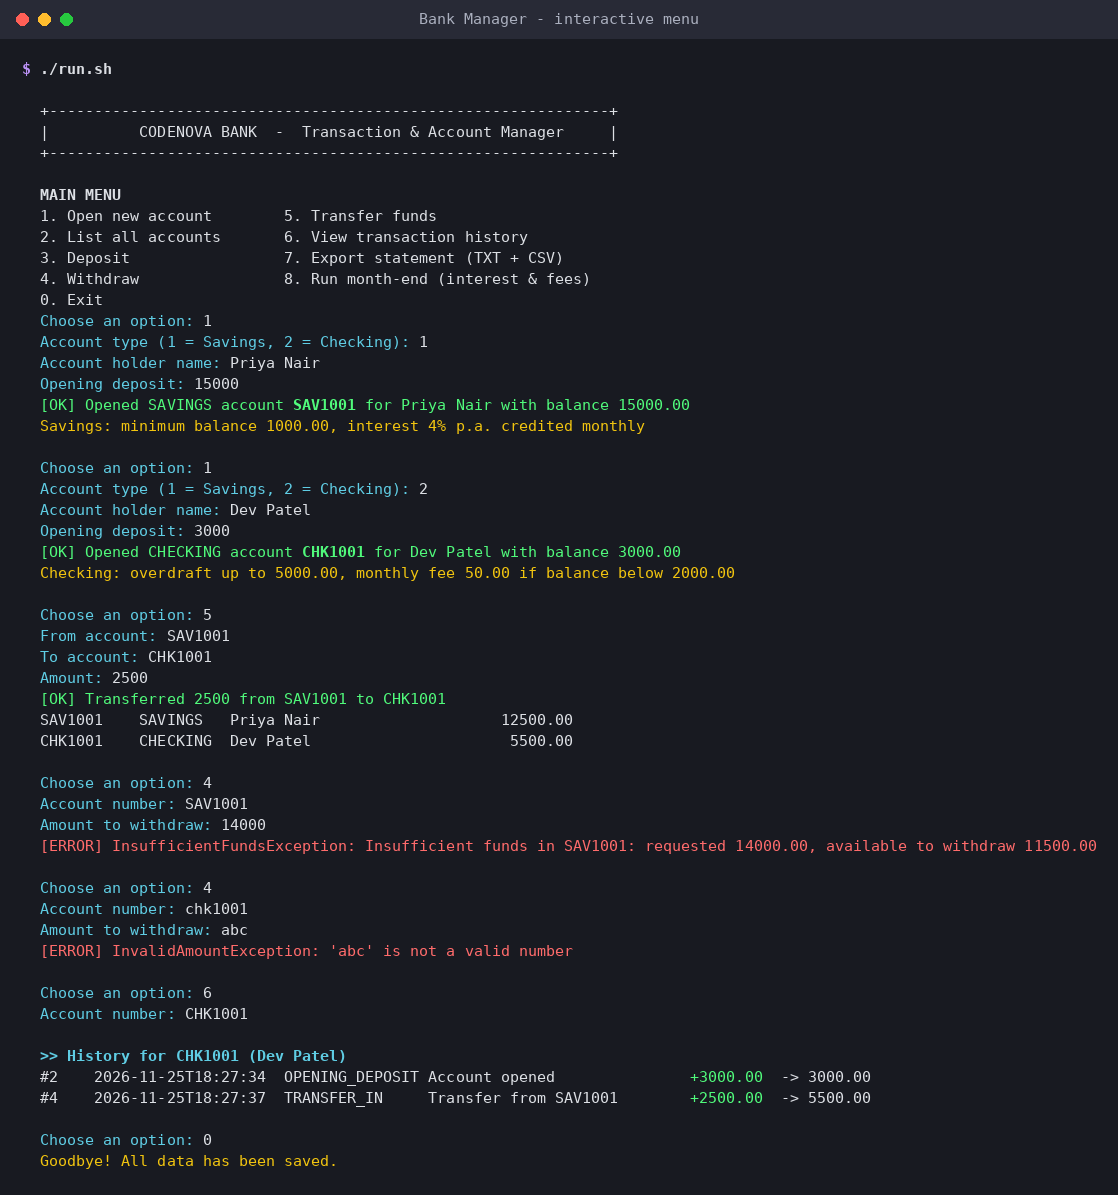 Bank Manager - interactive menu
$ ./run.sh
+--------------------------------------------------------------+
|          CODENOVA BANK  -  Transaction & Account Manager     |
+--------------------------------------------------------------+
MAIN MENU
1. Open new account        5. Transfer funds
2. List all accounts       6. View transaction history
3. Deposit                 7. Export statement (TXT + CSV)
4. Withdraw                8. Run month-end (interest & fees)
0. Exit
Choose an option: 1
Account type (1 = Savings, 2 = Checking): 1
Account holder name: Priya Nair
Opening deposit: 15000
[OK] Opened SAVINGS account SAV1001 for Priya Nair with balance 15000.00
Savings: minimum balance 1000.00, interest 4% p.a. credited monthly
Choose an option: 1
Account type (1 = Savings, 2 = Checking): 2
Account holder name: Dev Patel
Opening deposit: 3000
[OK] Opened CHECKING account CHK1001 for Dev Patel with balance 3000.00
Checking: overdraft up to 5000.00, monthly fee 50.00 if balance below 2000.00
Choose an option: 5
From account: SAV1001
To account: CHK1001
Amount: 2500
[OK] Transferred 2500 from SAV1001 to CHK1001
SAV1001    SAVINGS   Priya Nair                    12500.00
CHK1001    CHECKING  Dev Patel                      5500.00
Choose an option: 4
Account number: SAV1001
Amount to withdraw: 14000
[ERROR] InsufficientFundsException: Insufficient funds in SAV1001: requested 14000.00, available to withdraw 11500.00
Choose an option: 4
Account number: chk1001
Amount to withdraw: abc
[ERROR] InvalidAmountException: 'abc' is not a valid number
Choose an option: 6
Account number: CHK1001
>> History for CHK1001 (Dev Patel)
#2    2026-11-25T18:27:34  OPENING_DEPOSIT Account opened               +3000.00  -> 3000.00
#4    2026-11-25T18:27:37  TRANSFER_IN     Transfer from SAV1001        +2500.00  -> 5500.00
Choose an option: 0
Goodbye! All data has been saved.